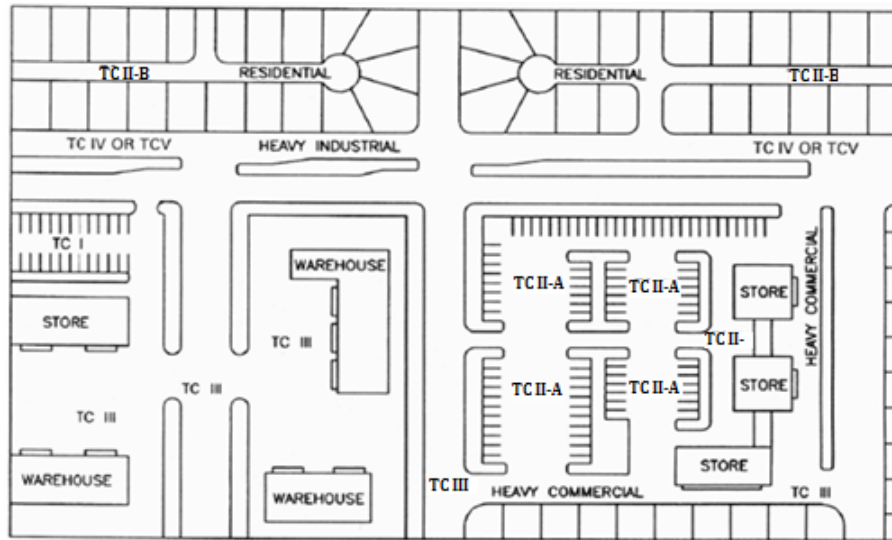 TC II-B
RESIDENTIAL
RESIDENTIAL
TC II-B
TC IV OR TCV
HEAVY INDUSTRIAL
TC IV OR TCV
TC I
WAREHOUSE
TC II-A
TC II-A
STORE
HEAVY COMMERCIAL
STORE
TC III
TC II-
TC III
TC II-A
TC II-A
STORE
TC III
WAREHOUSE
STORE
WAREHOUSE
TC III
HEAVY COMMERCIAL
TC III